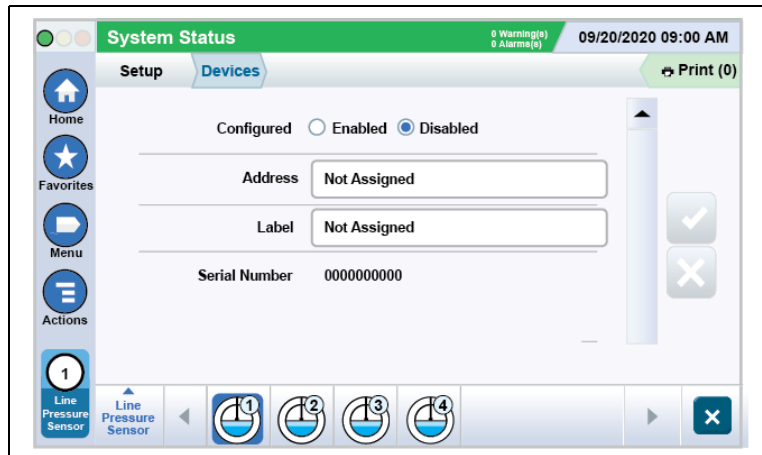 System Status
0 Warning(s)
0 Alarms(s)
09/20/2020 09:00 AM
Setup
Devices
Print (0)
Home
Favorites
Menu
Actions
1
Line
Pressure
Sensor
Configured Enabled Disabled
Address Not Assigned
Label Not Assigned
Serial Number 0000000000
Line
Pressure
Sensor
1 2 3 4